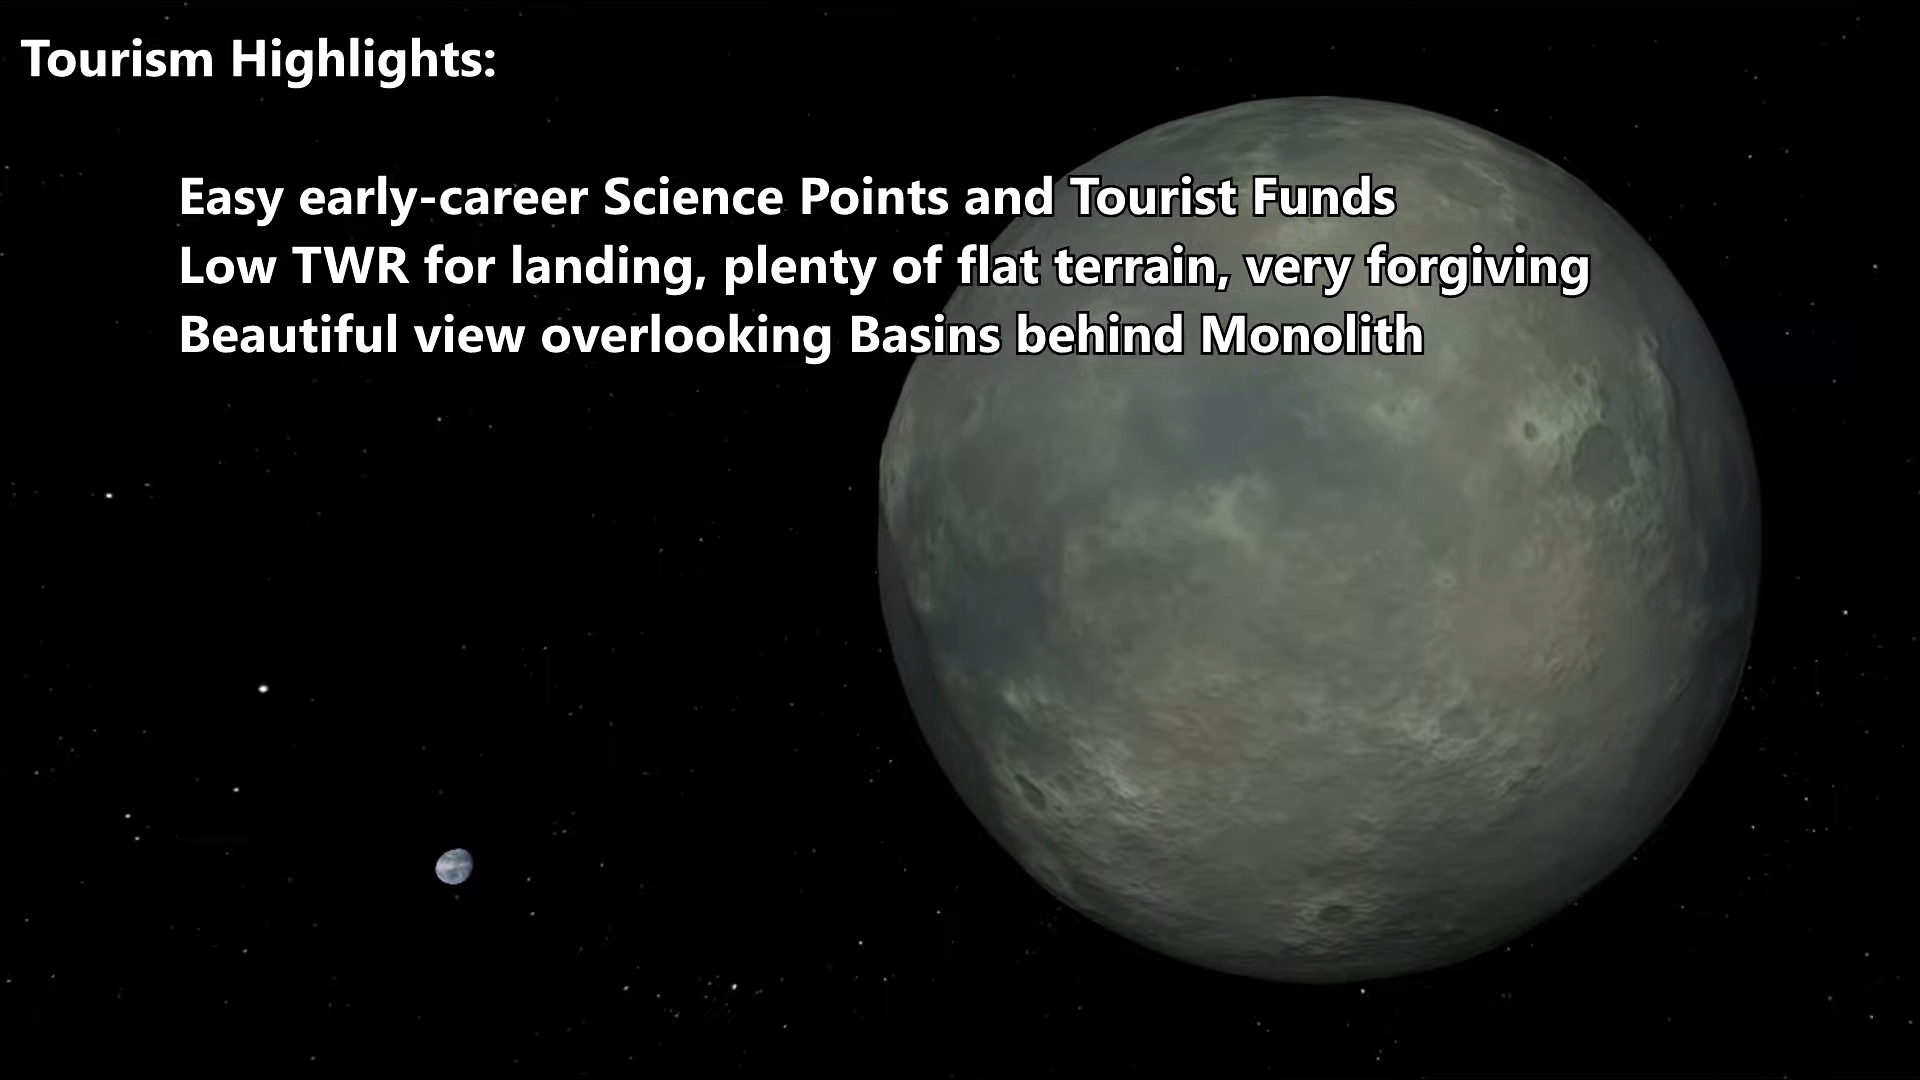 Tourism Highlights:
Easy early-career Science Points and Tourist Funds
Low TWR for landing, plenty of flat terrain, very forgiving
Beautiful view overlooking Basins behind Monolith